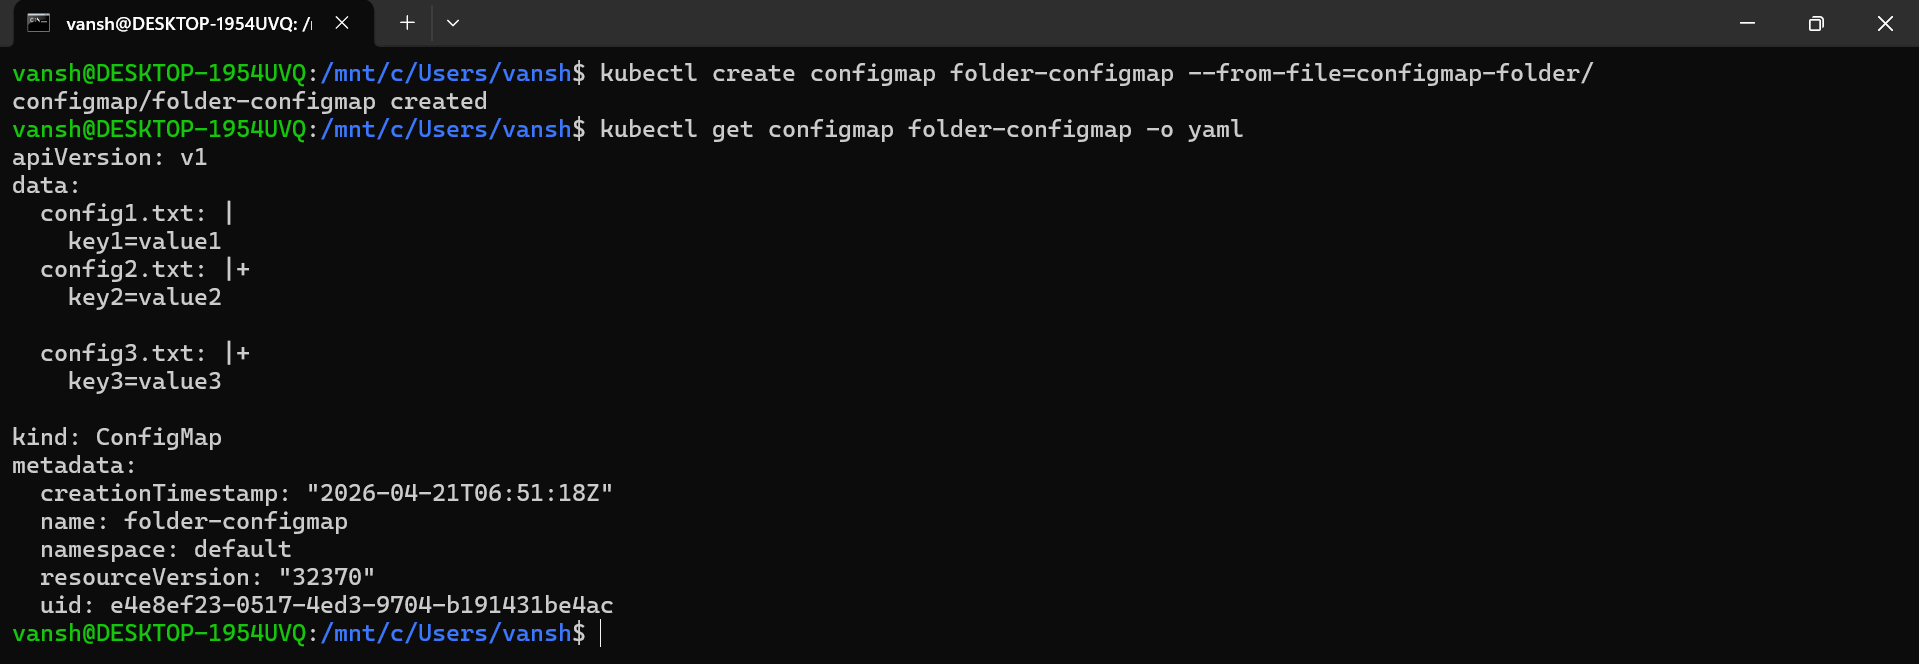 vansh@DESKTOP-1954UVQ: /
vansh@DESKTOP-1954UVQ:/mnt/c/Users/vansh$ kubectl create configmap folder-configmap --from-file=configmap-folder/
configmap/folder-configmap created
vansh@DESKTOP-1954UVQ:/mnt/c/Users/vansh$ kubectl get configmap folder-configmap -o yaml
apiVersion: v1
data:
  config1.txt: |
    key1=value1
  config2.txt: |+
    key2=value2

  config3.txt: |+
    key3=value3

kind: ConfigMap
metadata:
  creationTimestamp: "2026-04-21T06:51:18Z"
  name: folder-configmap
  namespace: default
  resourceVersion: "32370"
  uid: e4e8ef23-0517-4ed3-9704-b191431be4ac
vansh@DESKTOP-1954UVQ:/mnt/c/Users/vansh$